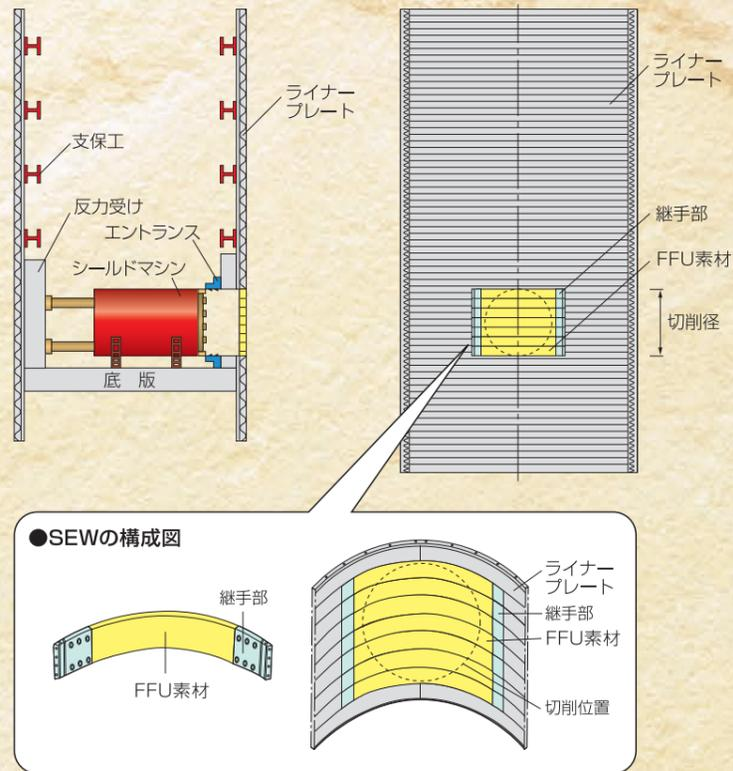 ライナー
プレート
支保工
反力受け
エントランス
シールドマシン
底 版
ライナー
プレート
継手部
FFU素材
切削径
●SEWの構成図
継手部
FFU素材
ライナー
プレート
継手部
FFU素材
切削位置